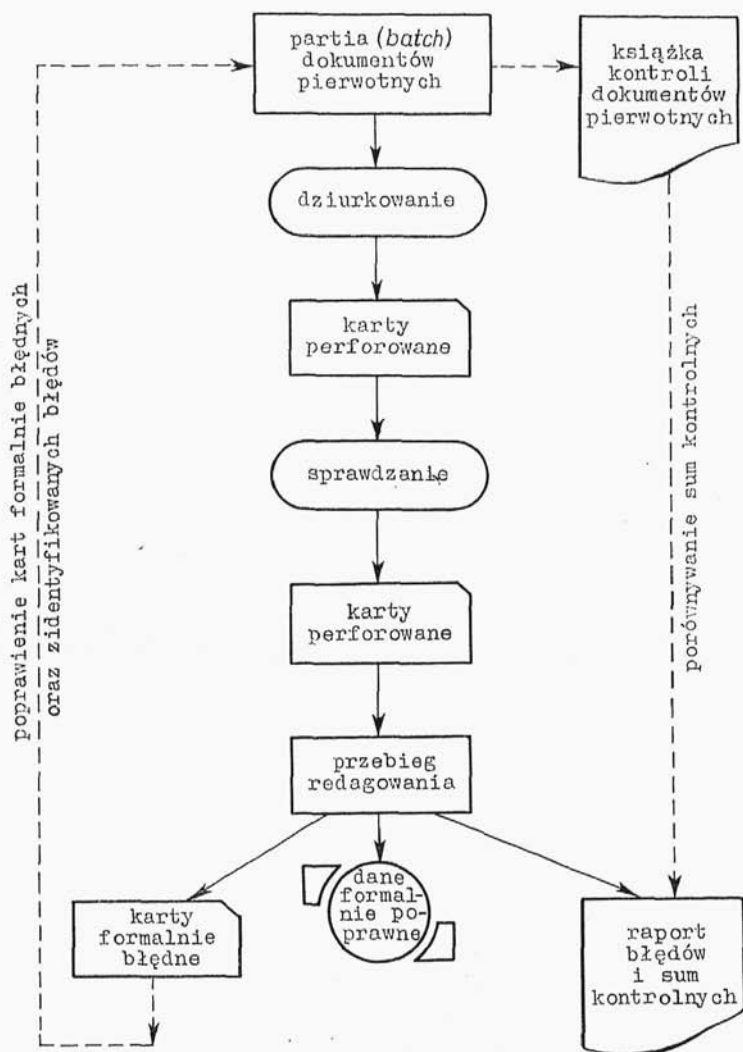 partia (batch)
dokumentów
pierwotnych
książka
kontroli
dokumentów
pierwotnych
dziurkowanie
karty
perforowane
sprawdzanie
karty
perforowane
przebieg
redagowania
poprawienie kart formalnie błędnych
oraz zidentyfikowanych błędów
porównywanie sum kontrolnych
karty
formalnie
błędne
dane
formal-
nie po-
prawne
raport
błędów
i sum
kontrolnych